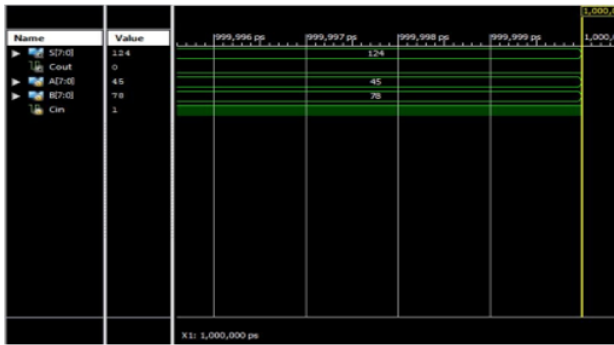 1,000,
Name Value 999,996 ps 999,997 ps 999,998 ps 999,999 ps 1,000,
S[7:0] 124 124
Cout 0
A[7:0] 45 45
B[7:0] 78 78
Cin 1
X1: 1,000,000 ps